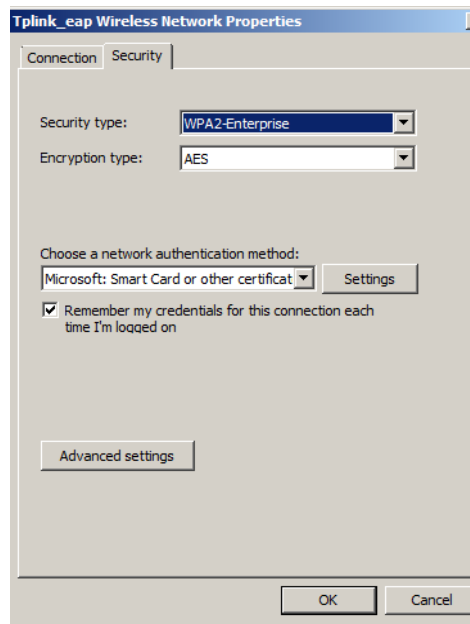 Tplink_eap Wireless Network Properties
Connection
Security
Security type:
WPA2-Enterprise
Encryption type:
AES
Choose a network authentication method:
Microsoft: Smart Card or other certificat
Settings
Remember my credentials for this connection each
time I'm logged on
Advanced settings
OK
Cancel